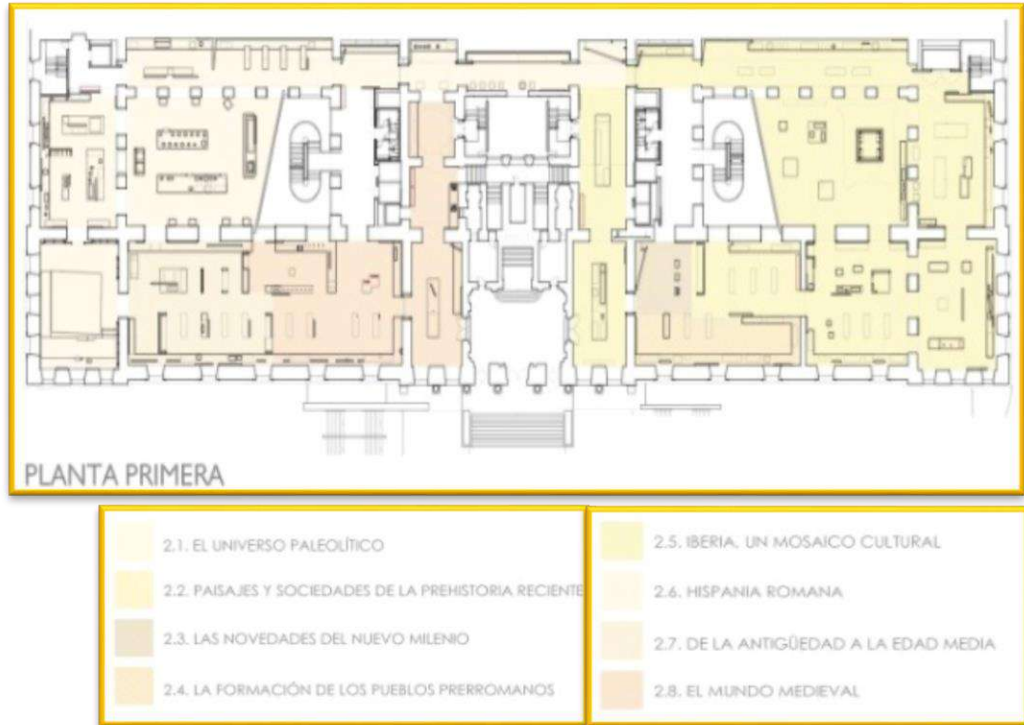 PLANTA PRIMERA
2.1. EL UNIVERSO PALEOLÍTICO
2.2. PAISAJES Y SOCIEDADES DE LA PREHISTORIA RECIENTE
2.3. LAS NOVEDADES DEL NUEVO MILENIO
2.4. LA FORMACIÓN DE LOS PUEBLOS PRERROMANOS
2.5. IBERIA. UN MOSAICO CULTURAL
2.6. HISPANIA ROMANA
2.7. DE LA ANTIGÜEDAD A LA EDAD MEDIA
2.8. EL MUNDO MEDIEVAL